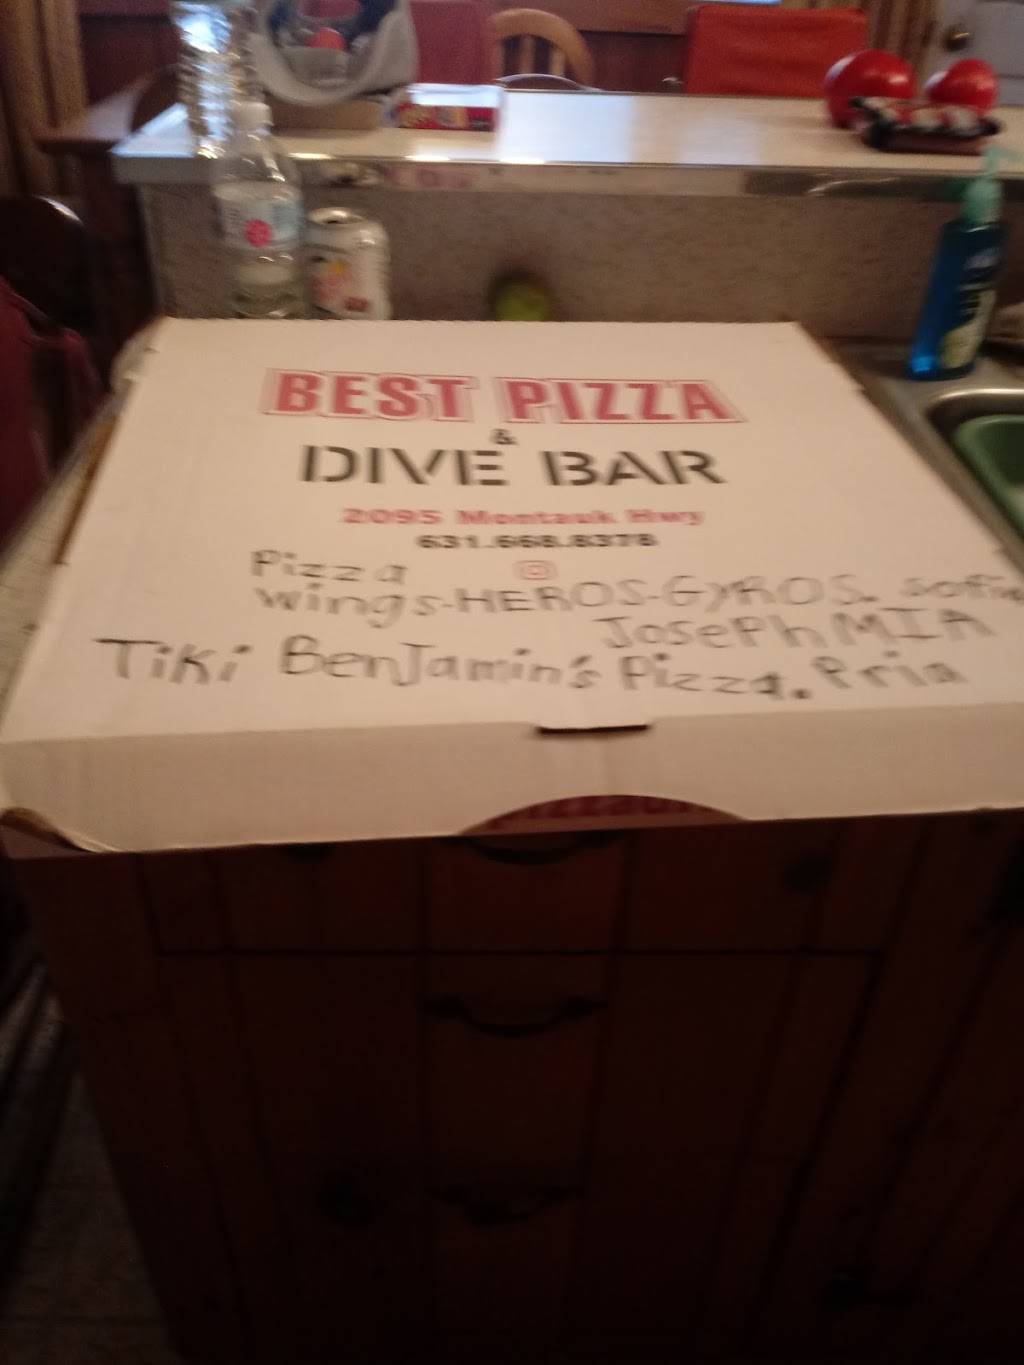 BEST PIZZA
&
DIVE BAR
2095 Montauk Hwy
631.668.8378
Pizza
wings-HEROS-GYROS. Sofia
JosePh MIA
Tiki BenJamin's Pizza. Pria